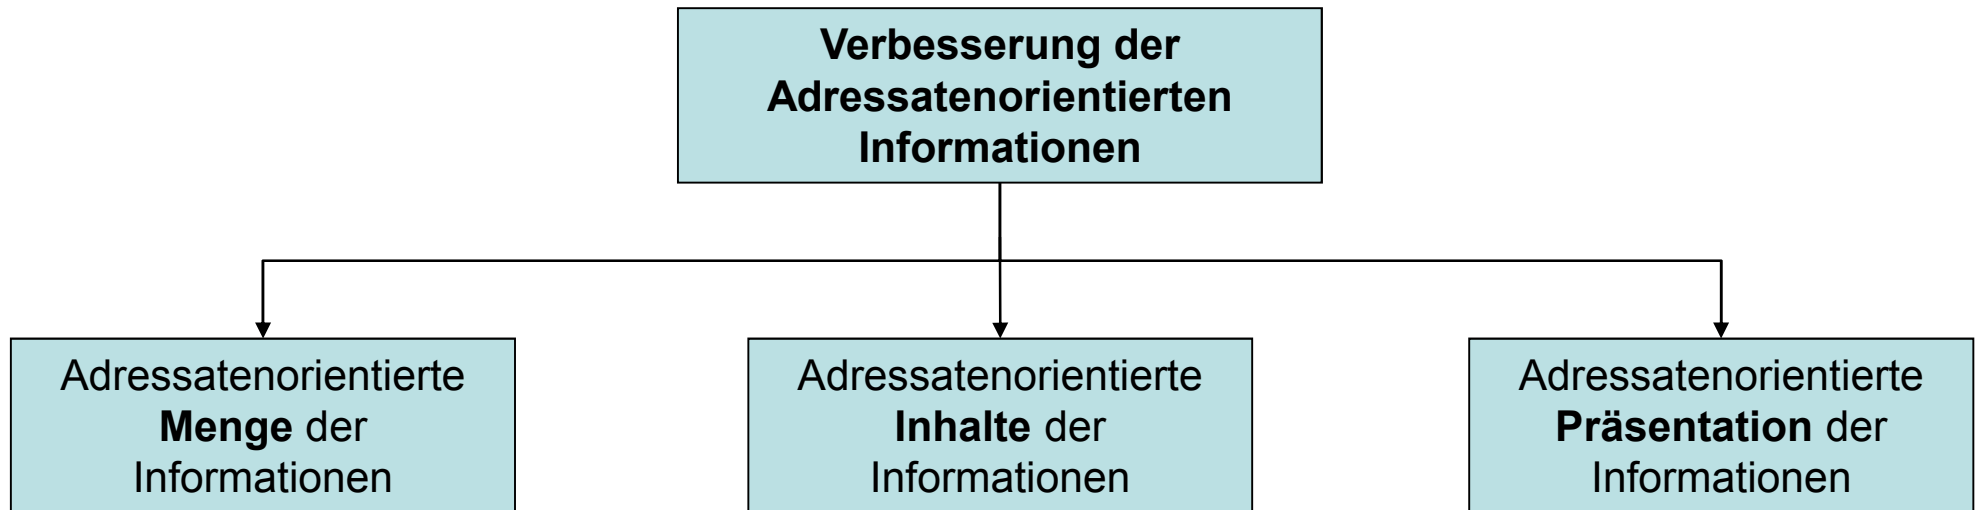 Verbesserung der
Adressatenorientierten
Informationen
Adressatenorientierte
Menge der
Informationen
Adressatenorientierte
Inhalte der
Informationen
Adressatenorientierte
Präsentation der
Informationen